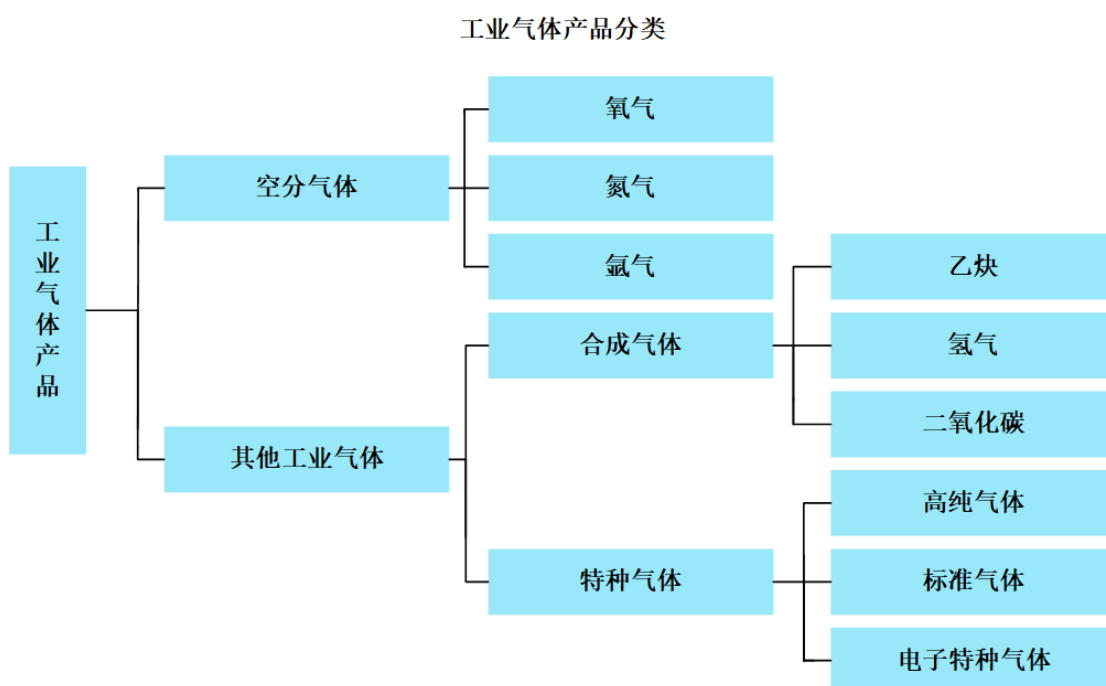 工业气体产品分类
工业气体产品
空分气体
氧气
氮气
氩气
其他工业气体
合成气体
乙炔
氢气
二氧化碳
特种气体
高纯气体
标准气体
电子特种气体